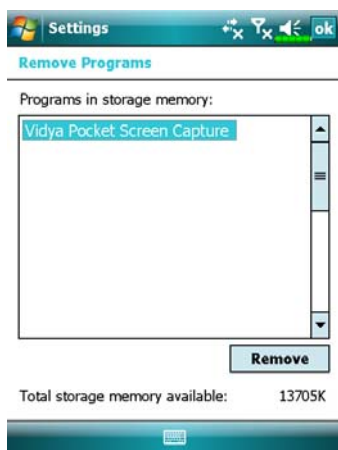 Settings ok
Remove Programs
Programs in storage memory:
Vidya Pocket Screen Capture
Remove
Total storage memory available: 13705K